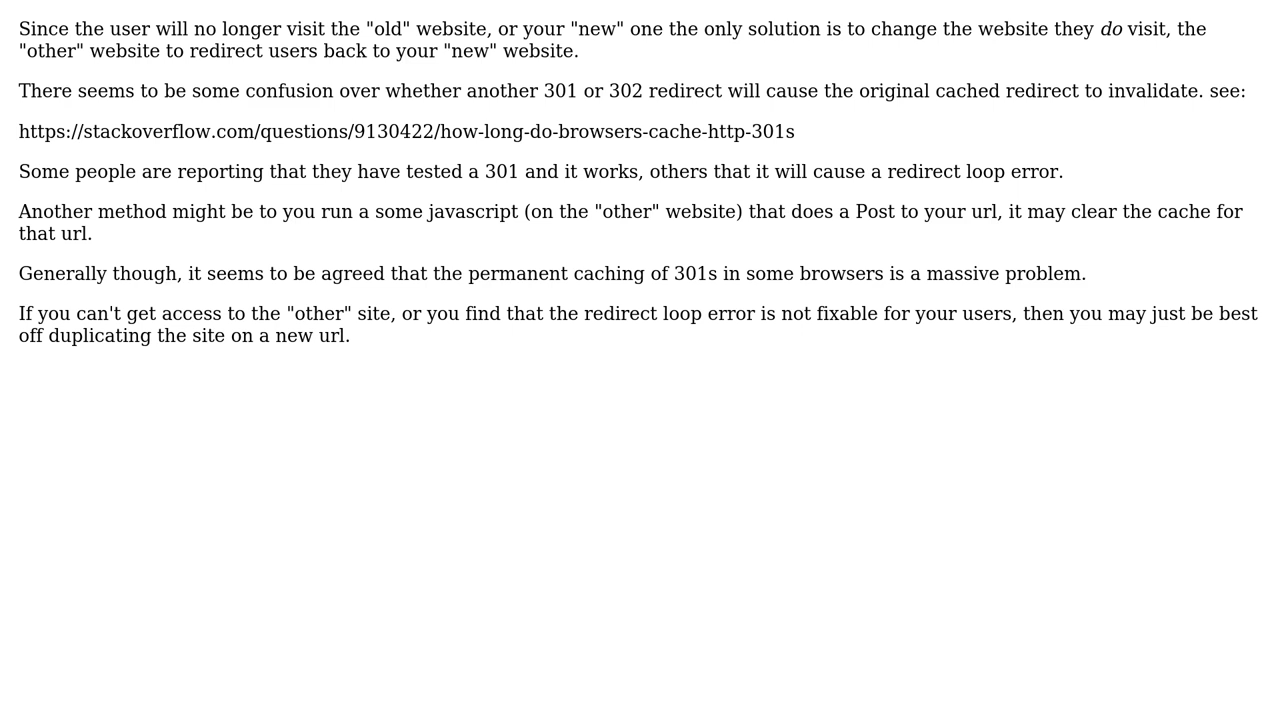 Since the user will no longer visit the "old" website, or your "new" one the only solution is to change the website they do visit, the
"other" website to redirect users back to your "new" website.
There seems to be some confusion over whether another 301 or 302 redirect will cause the original cached redirect to invalidate. see:
https://stackoverflow.com/questions/9130422/how-long-do-browsers-cache-http-301s
Some people are reporting that they have tested a 301 and it works, others that it will cause a redirect loop error.
Another method might be to you run a some javascript (on the "other" website) that does a Post to your url, it may clear the cache for
that url.
Generally though, it seems to be agreed that the permanent caching of 301s in some browsers is a massive problem.
If you can't get access to the "other" site, or you find that the redirect loop error is not fixable for your users, then you may just be best
off duplicating the site on a new url.